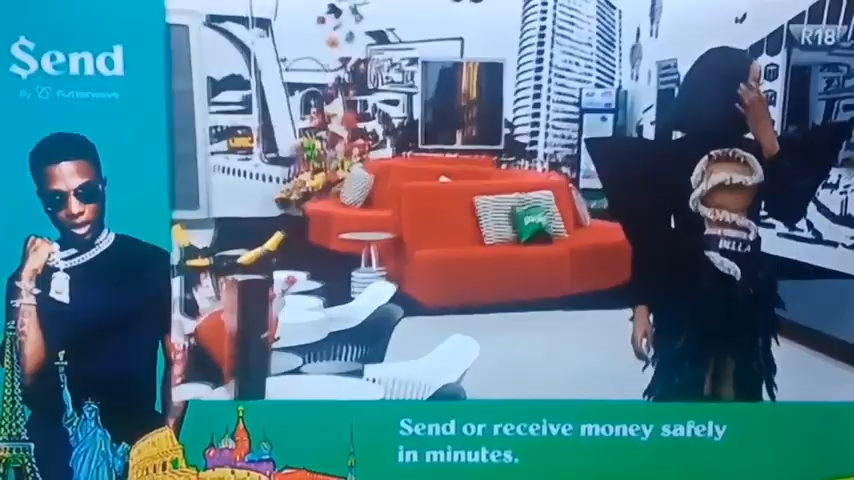 $end
By flutterwave
R18
BELLA
Send or receive money safely
in minutes.